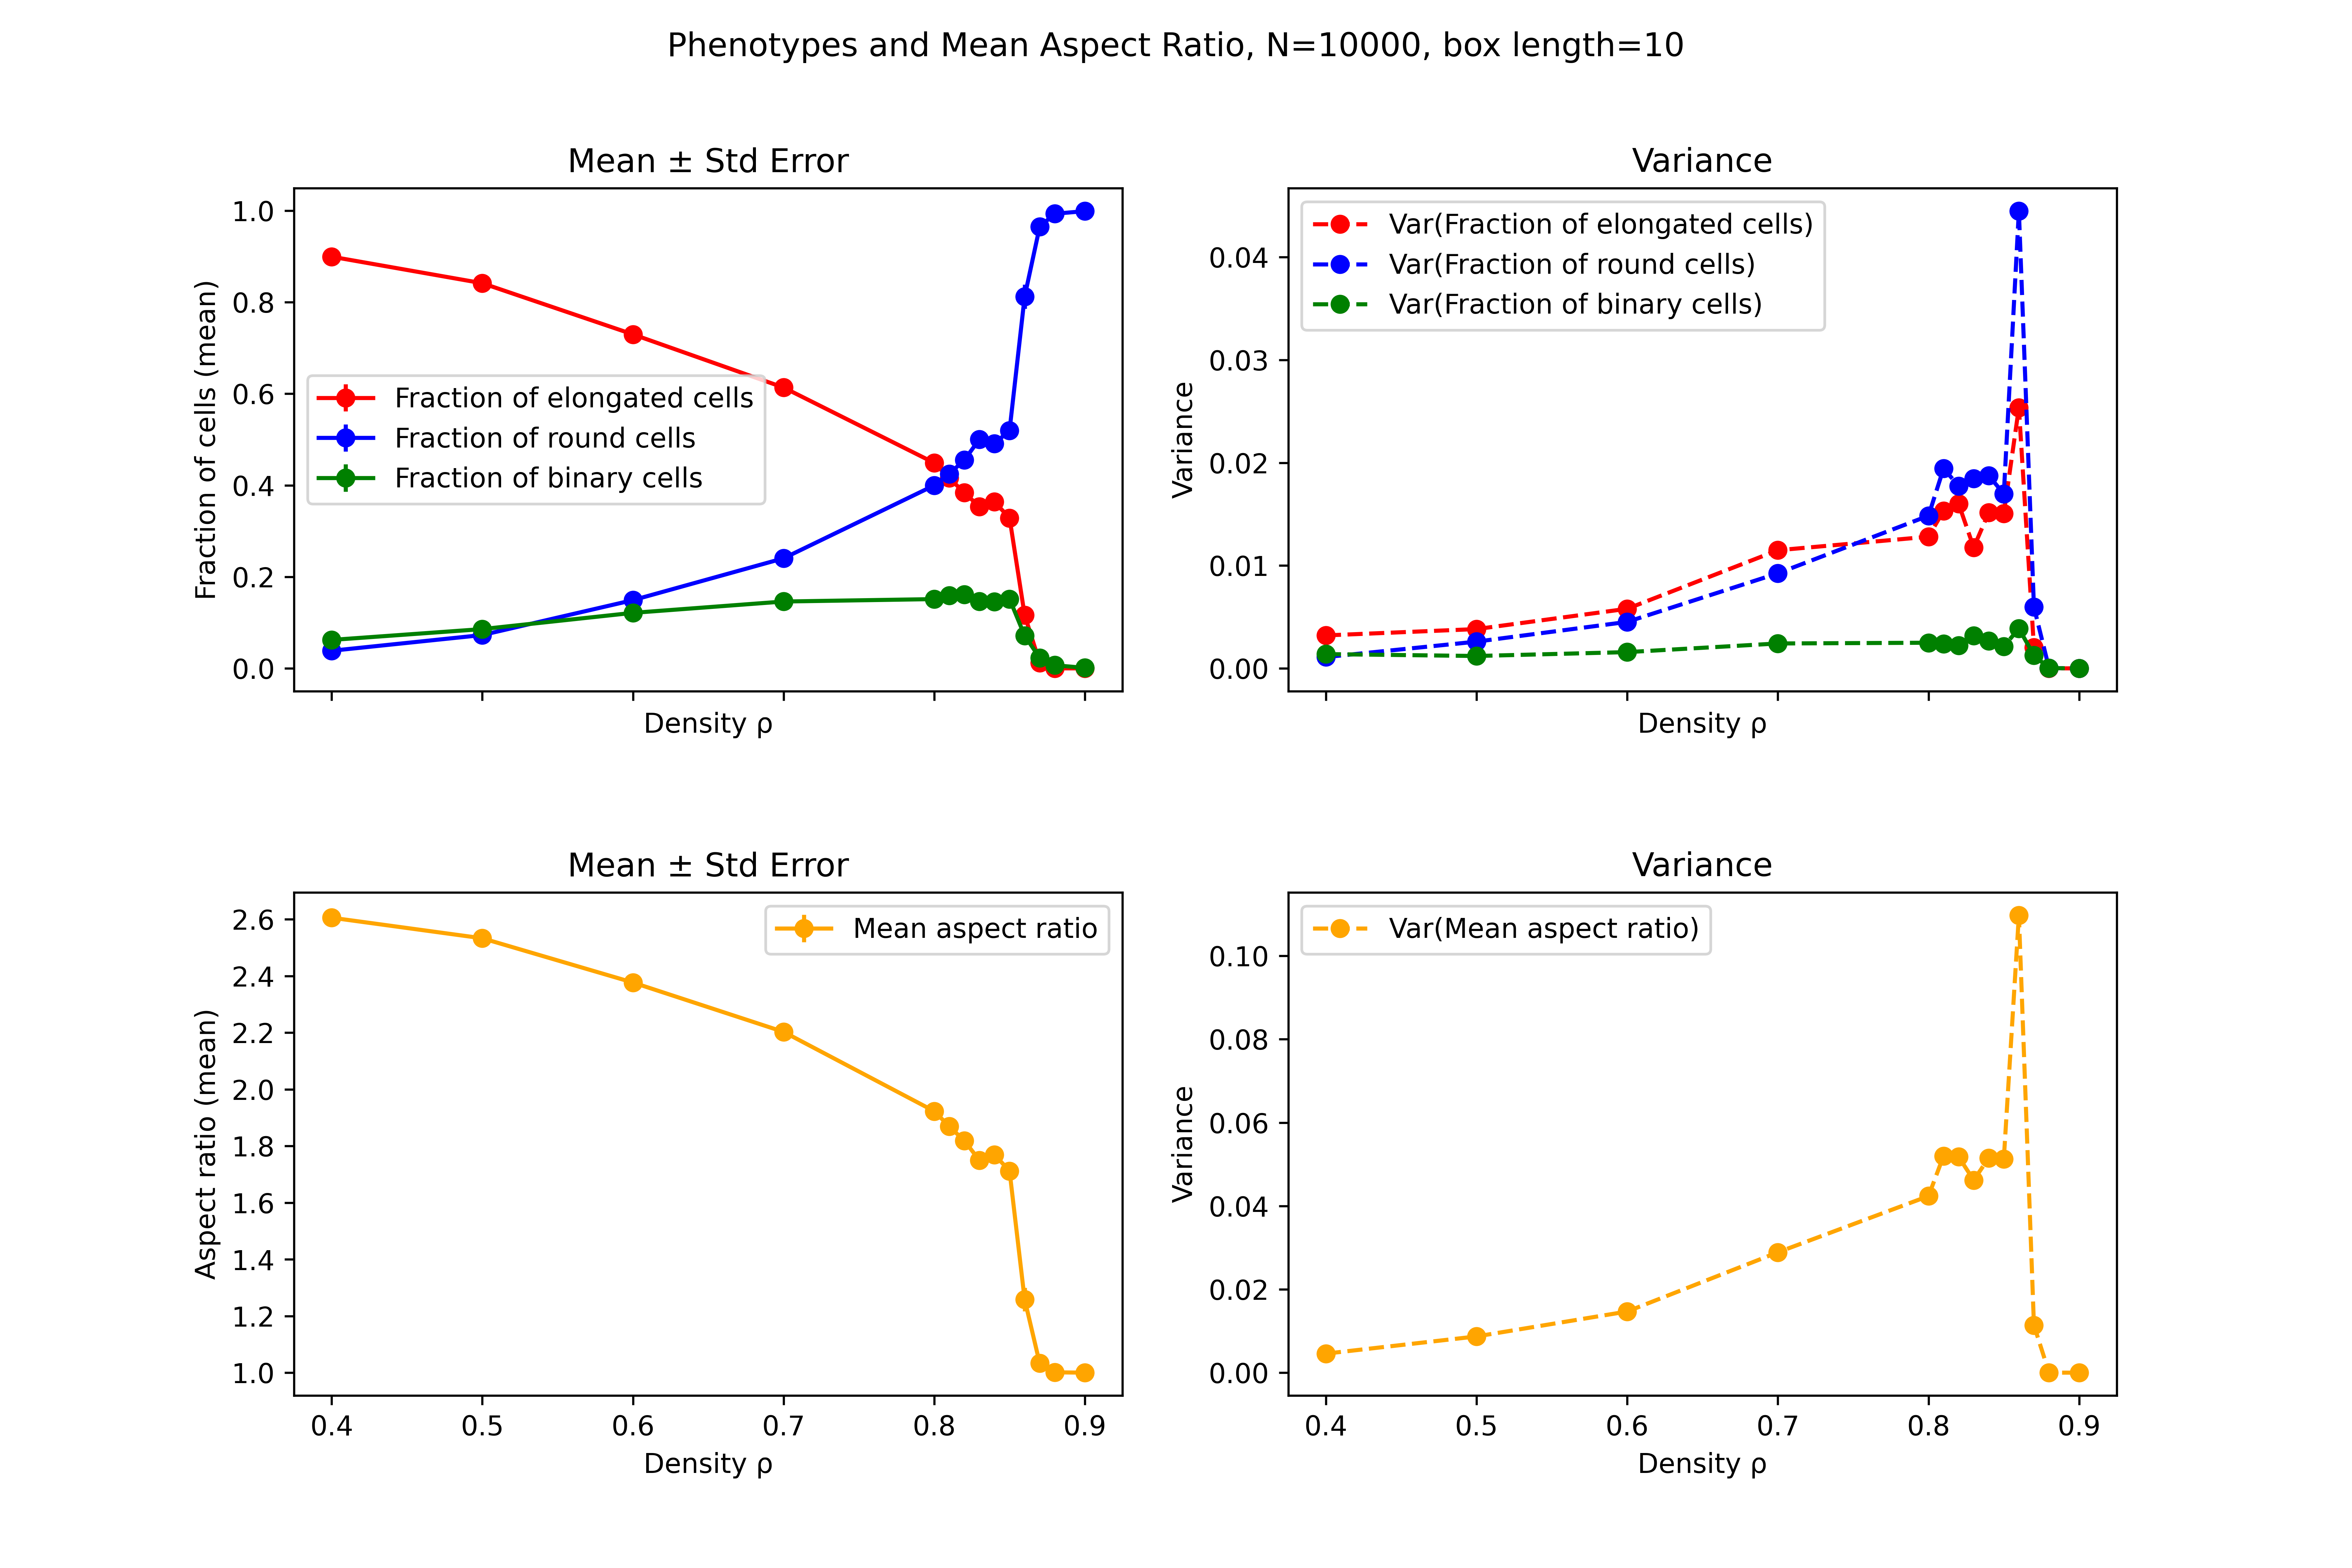 Phenotypes and Mean Aspect Ratio, N=10000, box length=10
Mean ± Std Error
Fraction of cells (mean)
1.0
0.8
0.6
0.4
0.2
0.0
Fraction of elongated cells
Fraction of round cells
Fraction of binary cells
Density ρ
Variance
Variance
0.04
0.03
0.02
0.01
0.00
Var(Fraction of elongated cells)
Var(Fraction of round cells)
Var(Fraction of binary cells)
Density ρ
Mean ± Std Error
Aspect ratio (mean)
2.6
2.4
2.2
2.0
1.8
1.6
1.4
1.2
1.0
Mean aspect ratio
0.4 0.5 0.6 0.7 0.8 0.9
Density ρ
Variance
Variance
0.10
0.08
0.06
0.04
0.02
0.00
Var(Mean aspect ratio)
0.4 0.5 0.6 0.7 0.8 0.9
Density ρ